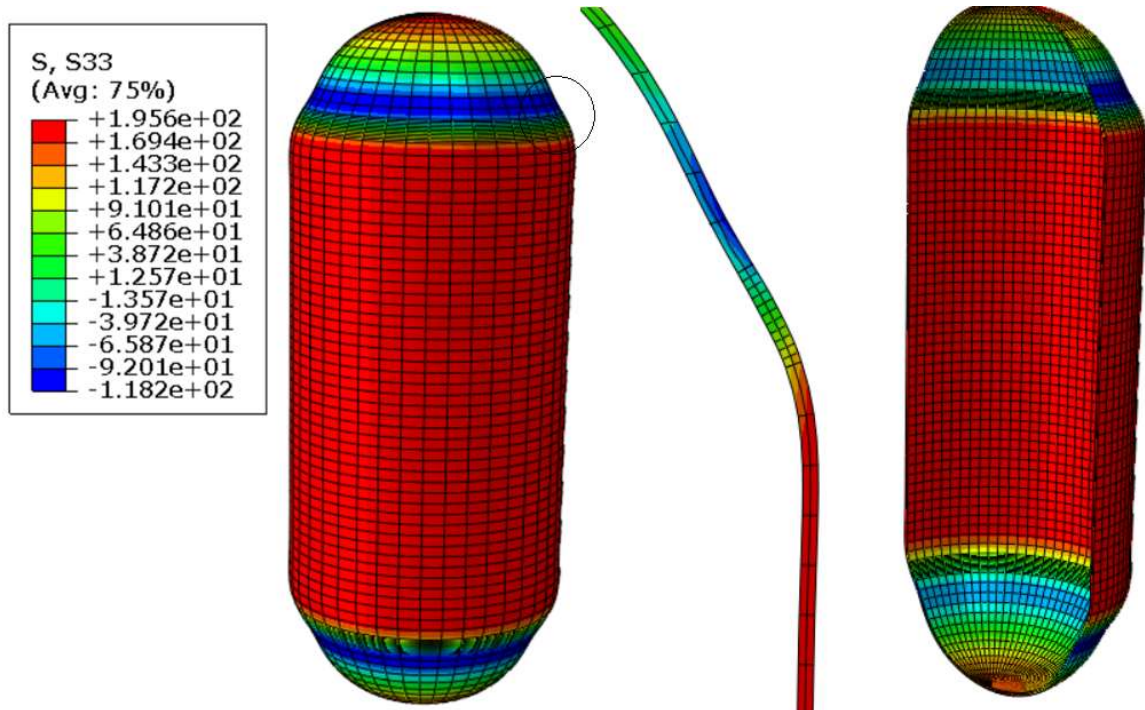 S, S33
(Avg: 75%)
+1.956e+02
+1.694e+02
+1.433e+02
+1.172e+02
+9.101e+01
+6.486e+01
+3.872e+01
+1.257e+01
-1.357e+01
-3.972e+01
-6.587e+01
-9.201e+01
-1.182e+02